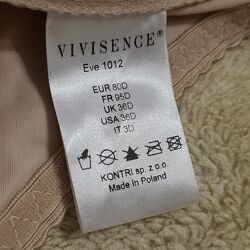 VIVISENCE®
Eve 1012
EUR 80D
FR 95D
UK 36D
USA 36D
IT 3D
KONTRI sp. z o.o.
Made in Poland